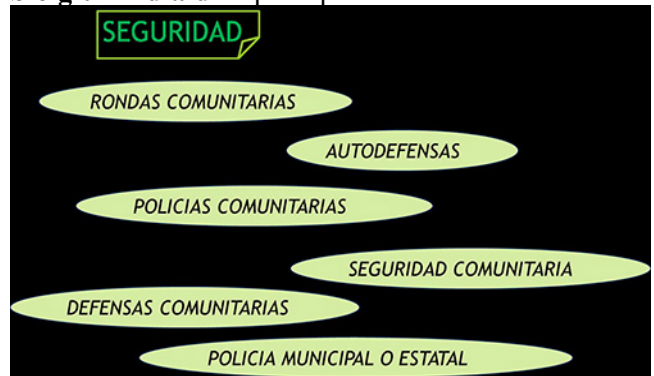 SEGURIDAD
RONDAS COMUNITARIAS
AUTODEFENSAS
POLICIAS COMUNITARIAS
SEGURIDAD COMUNITARIA
DEFENSAS COMUNITARIAS
POLICIA MUNICIPAL O ESTATAL